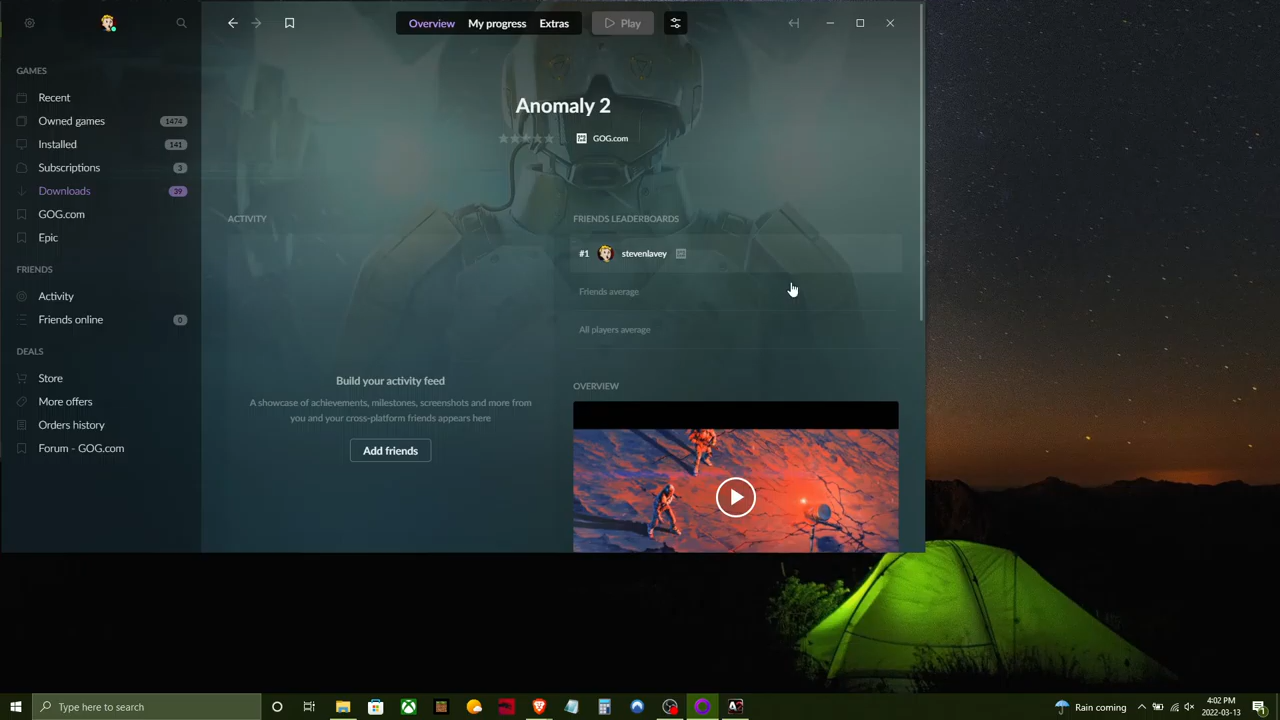 Overview
My progress
Extras
Play
GAMES
Recent
Owned games 1474
Installed 141
Subscriptions 3
Downloads 39
GOG.com
Epic
FRIENDS
Activity
Friends online 0
DEALS
Store
More offers
Orders history
Forum - GOG.com
Anomaly 2
GOG.com
ACTIVITY
Build your activity feed
A showcase of achievements, milestones, screenshots and more from
you and your cross-platform friends appears here
Add friends
FRIENDS LEADERBOARDS
#1 stevenlavey
Friends average
All players average
OVERVIEW
Type here to search
Rain coming
4:02 PM
2022-03-13
1